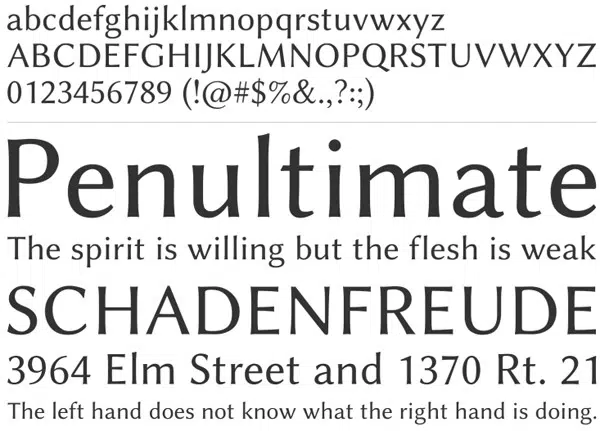 abcdefghijklmnopqrstuvwxyz
ABCDEFGHIJKLMNOPQRSTUVWXYZ
0123456789 (!@#$%&.,?:;)
Penultimate
The spirit is willing but the flesh is weak
SCHADENFREUDE
3964 Elm Street and 1370 Rt. 21
The left hand does not know what the right hand is doing.